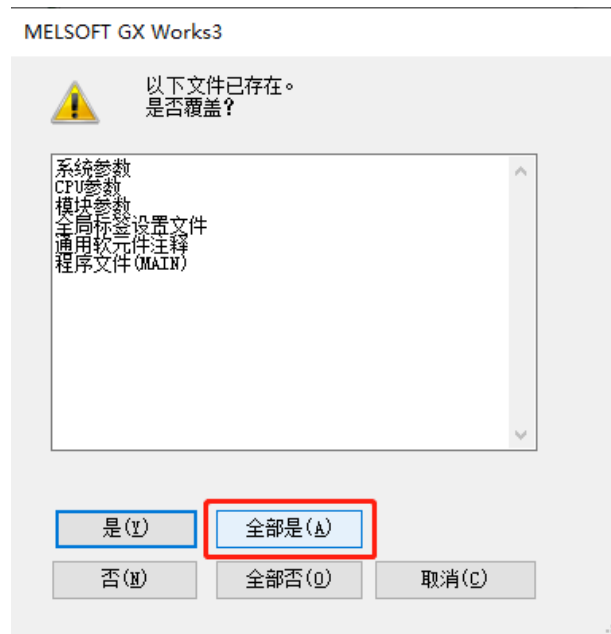 MELSOFT GX Works3
以下文件已存在。
是否覆盖?
系统参数
CPU参数
模块参数
全局标签设置文件
通用软元件注释
程序文件(MAIN)
是(Y) 全部是(A)
否(N) 全部否(O) 取消(C)